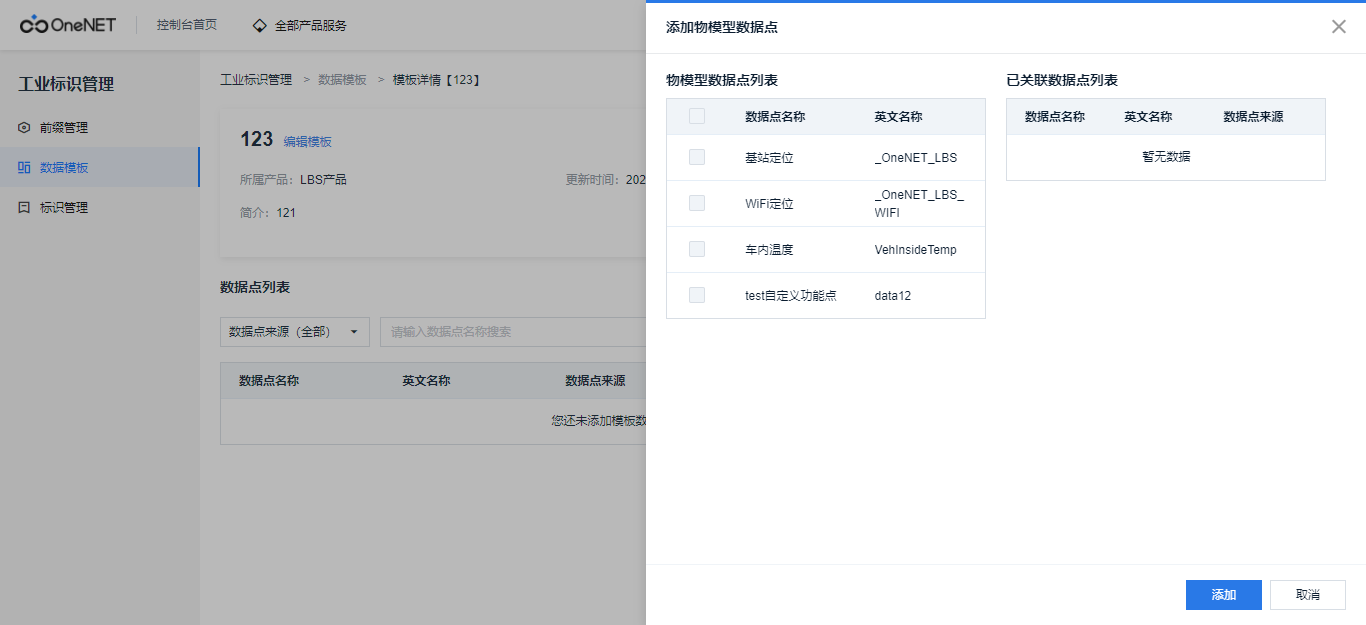 OneNET
控制台首页
全部产品服务
工业标识管理
前缀管理
数据模板
标识管理
工业标识管理 > 数据模板 > 模板详情【123】
123 编辑模板
所属产品: LBS产品
更新时间: 202
简介: 121
数据点列表
数据点来源（全部）
请输入数据点名称搜索
数据点名称 英文名称 数据点来源
您还未添加模板数
添加物模型数据点
物模型数据点列表
数据点名称 英文名称
基站定位 _OneNET_LBS
WiFi定位 _OneNET_LBS_
WIFI
车内温度 VehInsideTemp
test自定义功能点 data12
已关联数据点列表
数据点名称 英文名称 数据点来源
暂无数据
添加
取消